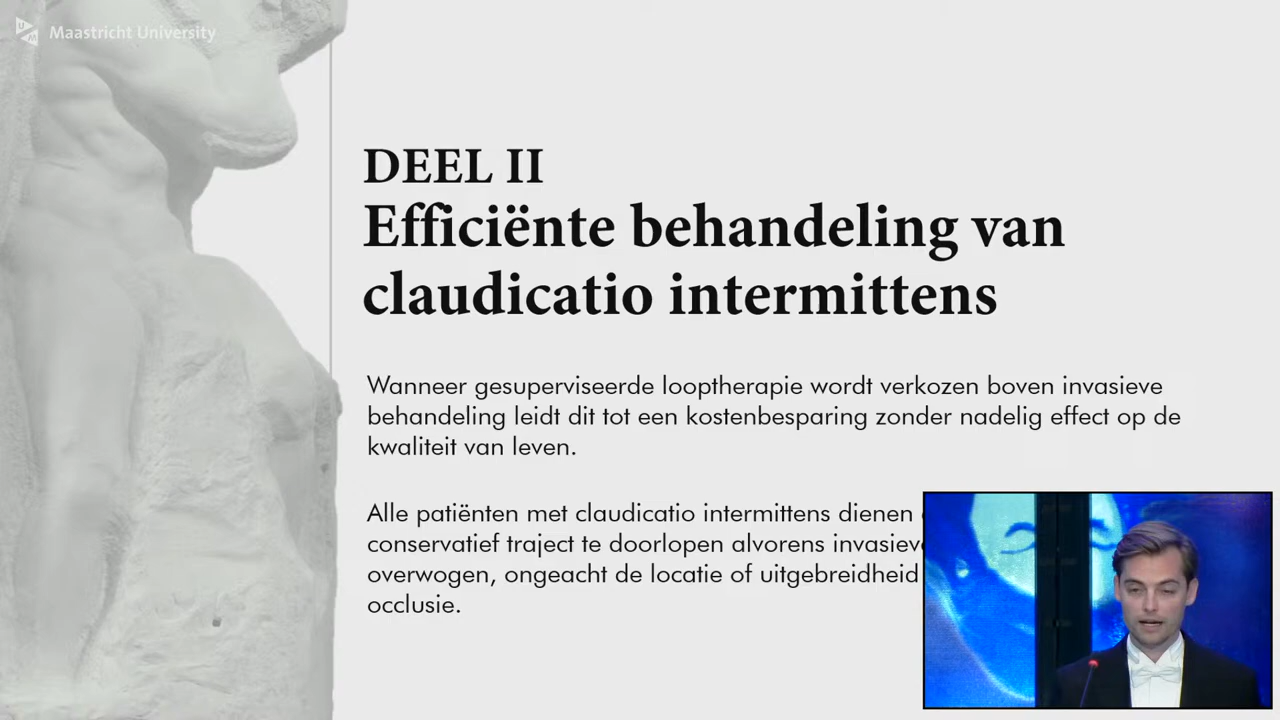 Maastricht University
DEEL II
Efficiënte behandeling van
claudicatio intermittens
Wanneer gesuperviseerde looptherapie wordt verkozen boven invasieve
behandeling leidt dit tot een kostenbesparing zonder nadelig effect op de
kwaliteit van leven.
Alle patiënten met claudicatio intermittens dienen
conservatief traject te doorlopen alvorens
overwogen, ongeacht de locatie of uitgebreidheid
occlusie.